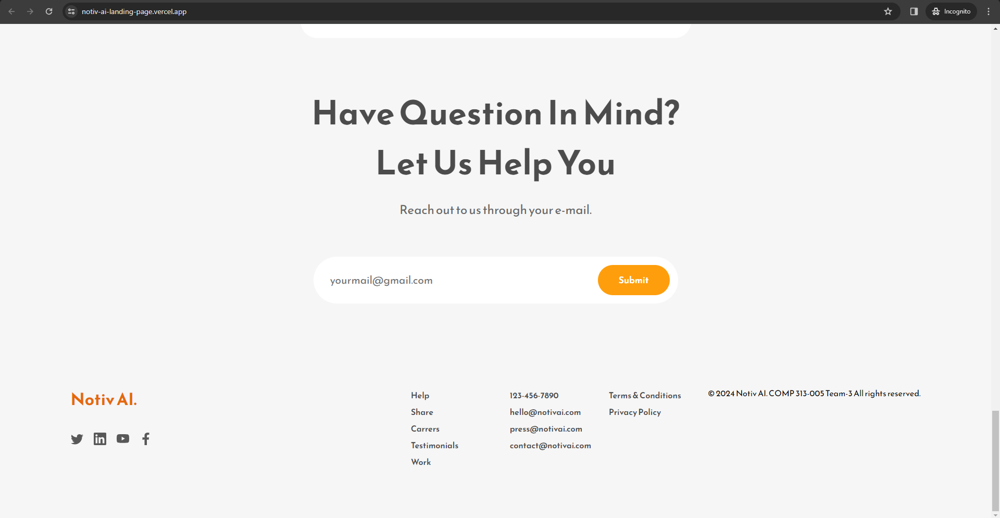 notiv-ai-landing-page.vercel.app
Incognito
Have Question In Mind?
Let Us Help You
Reach out to us through your e-mail.
yourmail@gmail.com
Submit
Notiv AI.
Help
Share
Carrers
Testimonials
Work
123-456-7890
hello@notivai.com
press@notivai.com
contact@notivai.com
Terms & Conditions
Privacy Policy
© 2024 Notiv AI. COMP 313-005 Team-3 All rights reserved.